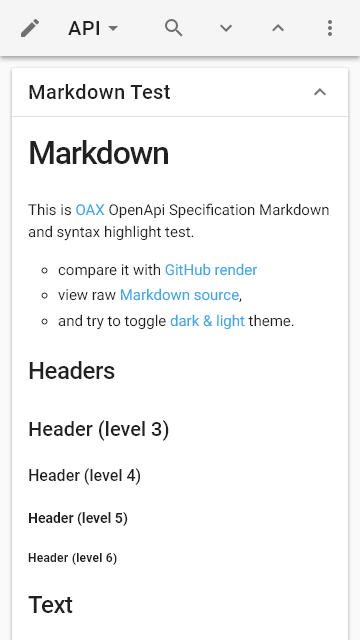 API
Markdown Test
Markdown
This is OAX OpenApi Specification Markdown
and syntax highlight test.
compare it with GitHub render
view raw Markdown source,
and try to toggle dark & light theme.
Headers
Header (level 3)
Header (level 4)
Header (level 5)
Header (level 6)
Text